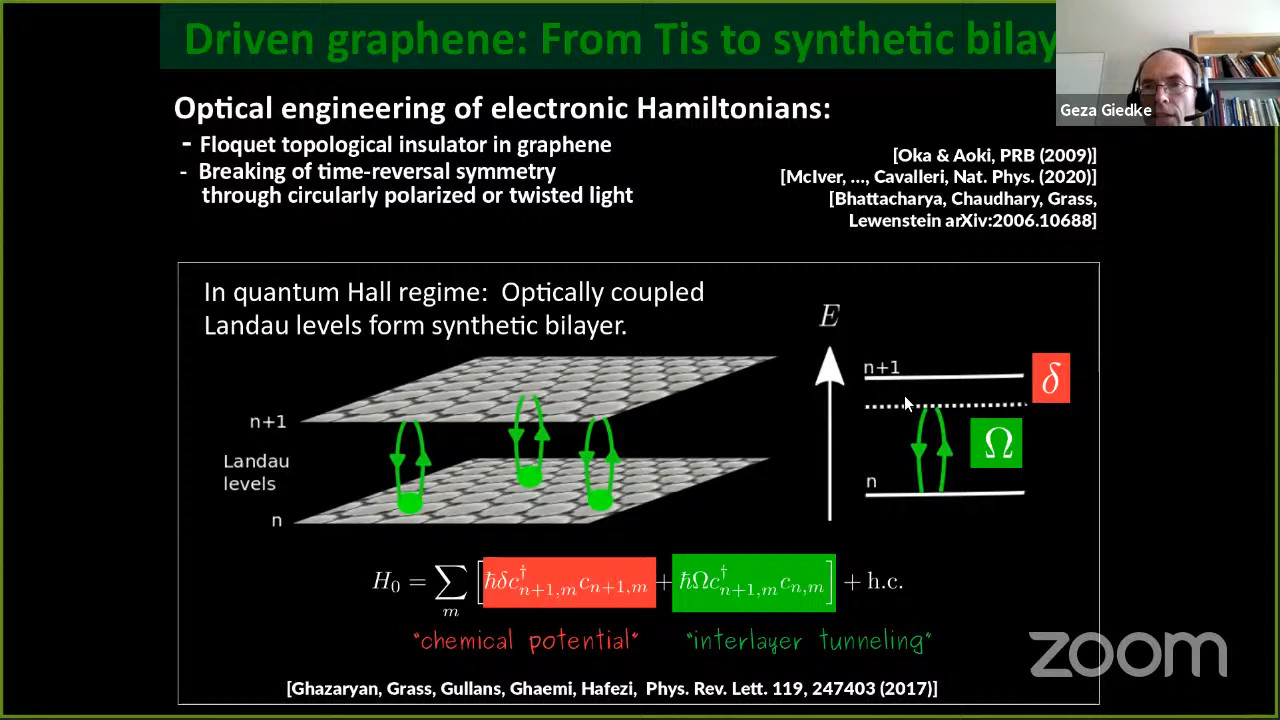 Driven graphene: From Tis to synthetic bilay
Geza Giedke
Optical engineering of electronic Hamiltonians:
- Floquet topological insulator in graphene
- Breaking of time-reversal symmetry
through circularly polarized or twisted light
[Oka & Aoki, PRB (2009)]
[McIver, ..., Cavalleri, Nat. Phys. (2020)]
[Bhattacharya, Chaudhary, Grass,
Lewenstein arXiv:2006.10688]
In quantum Hall regime: Optically coupled
Landau levels form synthetic bilayer.
n+1
Landau
levels
n
E
n+1
δ
Ω
n
H₀ = ∑ₘ [ħδc†ₙ₊₁,ₘcₙ₊₁,ₘ + ħΩc†ₙ₊₁,ₘcₙ,ₘ] + h.c.
"chemical potential" "interlayer tunneling"
[Ghazaryan, Grass, Gullans, Ghaemi, Hafezi, Phys. Rev. Lett. 119, 247403 (2017)]
zoom